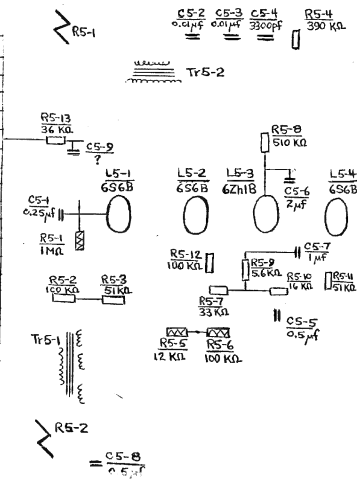 R5-1
C5-2
0.01μf
C5-3
0.01μf
C5-4
3300pf
R5-4
390 KΩ
Tr5-2
R5-13
36 KΩ
C5-9
?
R5-8
510 KΩ
L5-1
6S6B
L5-2
6S6B
L5-3
6Zh1B
L5-4
6S6B
C5-1
0.25μf
C5-6
2μf
R5-1
1MΩ
R5-12
100 KΩ
C5-7
1μf
R5-9
5.6KΩ
R5-2
100 KΩ
R5-3
51KΩ
R5-10
16 KΩ
R5-11
51KΩ
R5-7
33 KΩ
Tr5-1
R5-5
12 KΩ
R5-6
100KΩ
C5-5
0.5μf
R5-2
C5-8
0.5μf